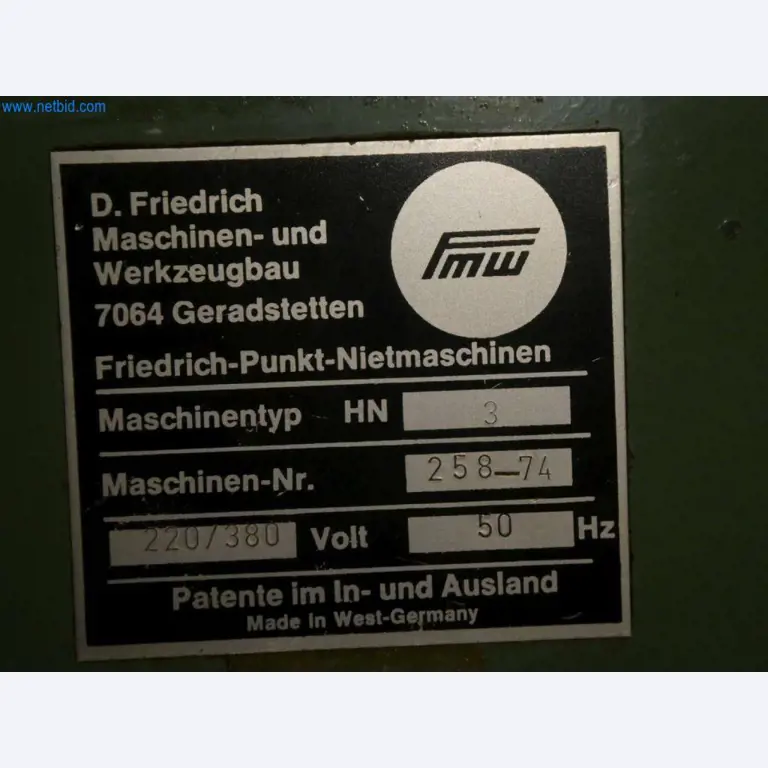 www.netbid.com
D. Friedrich
Maschinen- und
Werkzeugbau
7064 Geradstetten
FMW
Friedrich-Punkt-Nietmaschinen
Maschinentyp HN 3
Maschinen-Nr. 258-74
220/380 Volt 50 Hz
Patente im In- und Ausland
Made in West-Germany